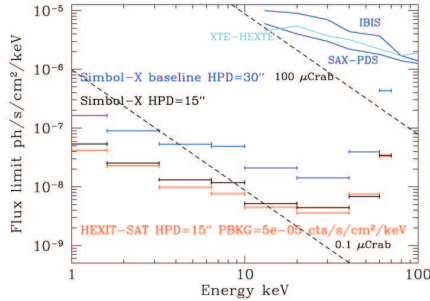 10⁻⁵
IBIS
XTE−HEXTE
10⁻⁶
SAX−PDS
Simbol−X baseline HPD=30″
100 μCrab
Simbol−X HPD=15″
10⁻⁷
10⁻⁸
HEXIT−SAT HPD=15″ PBKG=5e−05 cts/s/cm²/keV
0.1 μCrab
10⁻⁹
1
10
100
Energy keV
Flux limit ph/s/cm²/keV